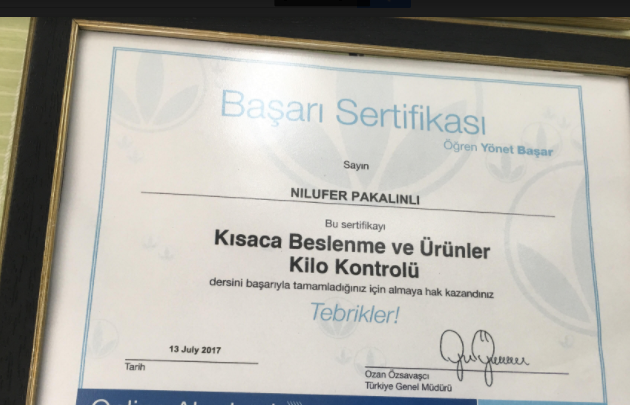 Başarı Sertifikası
Öğren Yönet Başar
Sayın
NILUFER PAKALINLI
Bu sertifikayı
Kısaca Beslenme ve Ürünler
Kilo Kontrolü
dersini başarıyla tamamladığınız için almaya hak kazandınız
Tebrikler!
13 July 2017
Tarih
Ozan Özsavaşcı
Türkiye Genel Müdürü